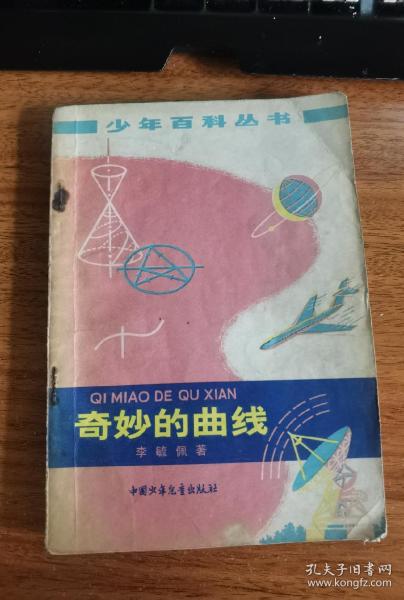 少年百科丛书
QI MIAO DE QU XIAN
奇妙的曲线
李毓佩著
中国少年儿童出版社
孔夫子旧书网
www.kongfz.com